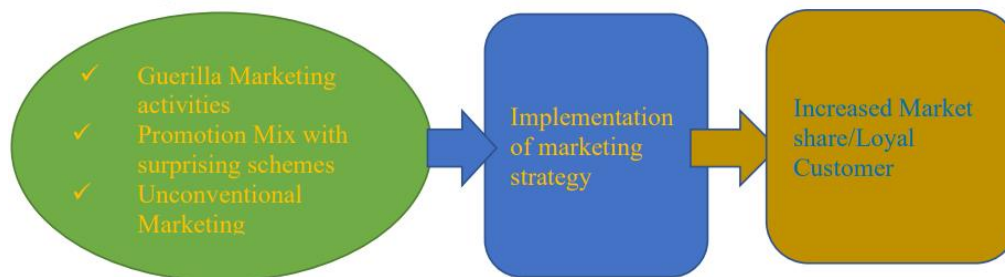 ✓ Guerilla Marketing
activities
✓ Promotion Mix with
surprising schemes
✓ Unconventional
Marketing
Implementation
of marketing
strategy
Increased Market
share/Loyal
Customer